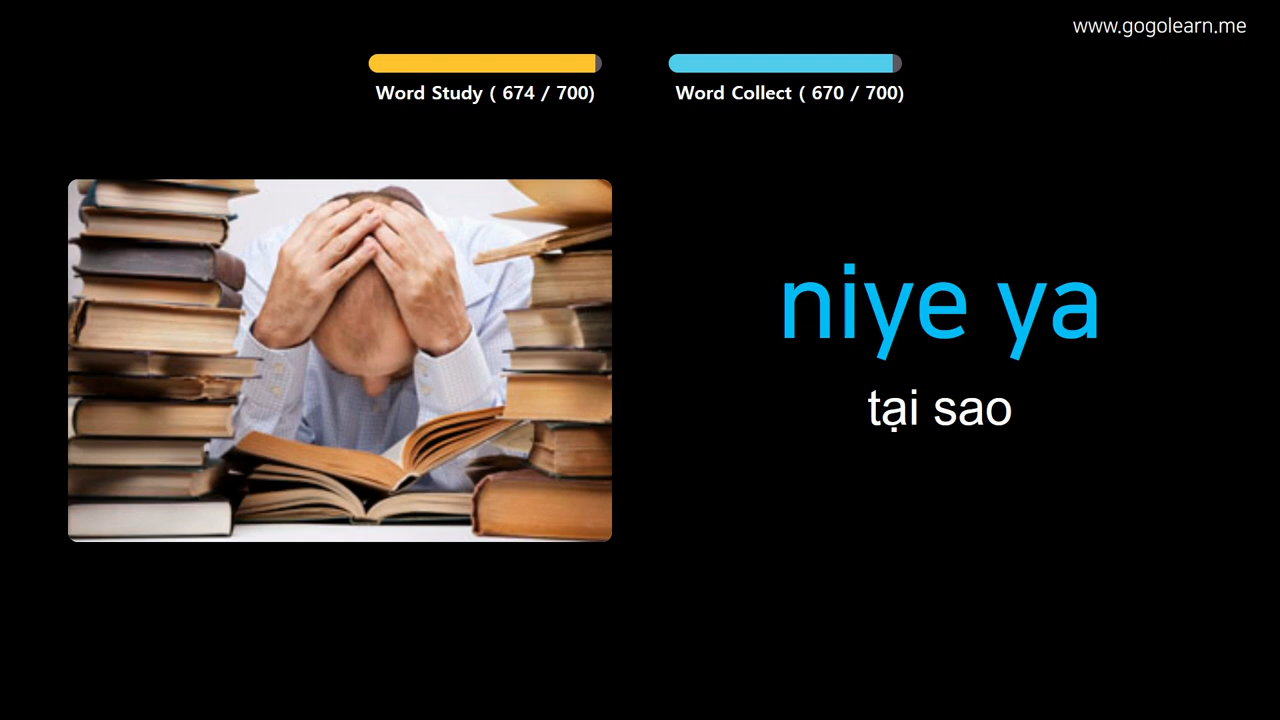 www.gogolearn.me
Word Study ( 674 / 700)
Word Collect ( 670 / 700)
niye ya
tại sao